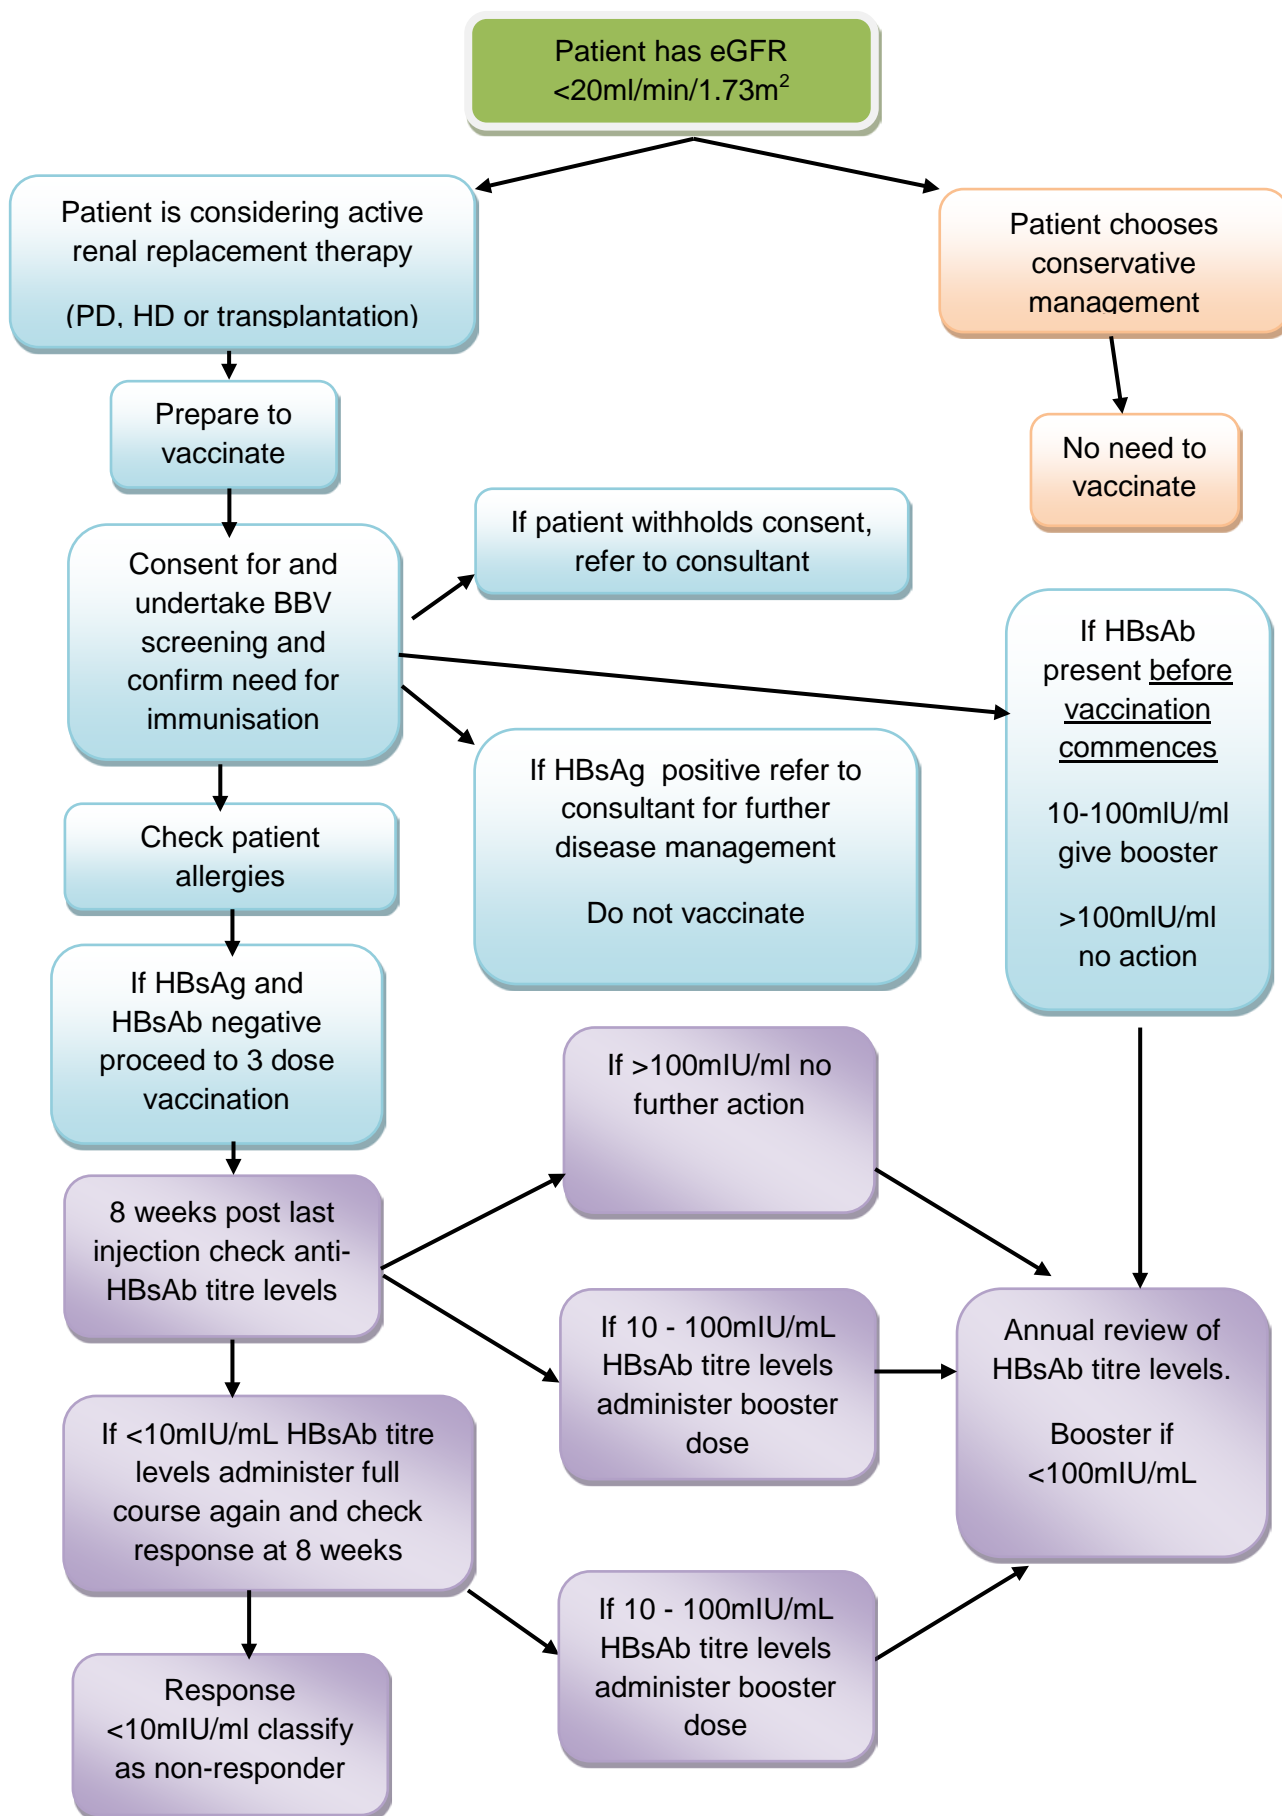 Patient has eGFR
<20ml/min/1.73m²
Patient is considering active
renal replacement therapy
(PD, HD or transplantation)
Patient chooses
conservative
management
Prepare to
vaccinate
No need to
vaccinate
If patient withholds consent,
refer to consultant
Consent for and
undertake BBV
screening and
confirm need for
immunisation
If HBsAb
present before
vaccination
commences
10-100mIU/ml
give booster
>100mIU/ml
no action
If HBsAg  positive refer to
consultant for further
disease management
Do not vaccinate
Check patient
allergies
If HBsAg and
HBsAb negative
proceed to 3 dose
vaccination
If >100mIU/ml no
further action
8 weeks post last
injection check anti-
HBsAb titre levels
If 10 - 100mIU/mL
HBsAb titre levels
administer booster
dose
Annual review of
HBsAb titre levels.
Booster if
<100mIU/mL
If <10mIU/mL HBsAb titre
levels administer full
course again and check
response at 8 weeks
If 10 - 100mIU/mL
HBsAb titre levels
administer booster
dose
Response
<10mIU/ml classify
as non-responder